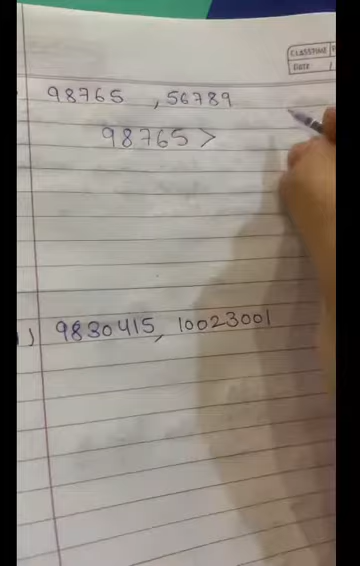 CLASSTIME
DATE
98765 , 56789
98765 >
) 9830415, 10023001